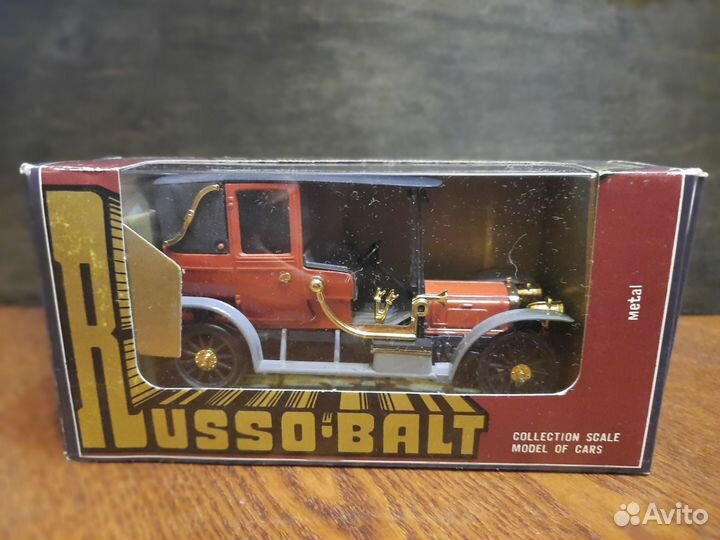 Metal
RUSSO-BALT
COLLECTION SCALE
MODEL OF CARS
Avito